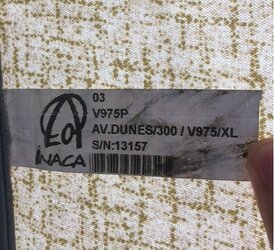 03
V975P
AV.DUNES/300 / V975/XL
S/N:13157
INACA